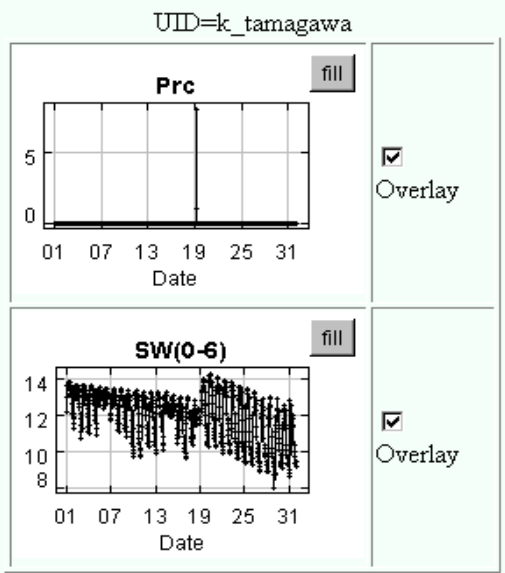 UID=k_tamagawa
fill
Prc
5
0
01 07 13 19 25 31
Date
Overlay
fill
SW(0-6)
14
12
10
8
01 07 13 19 25 31
Date
Overlay